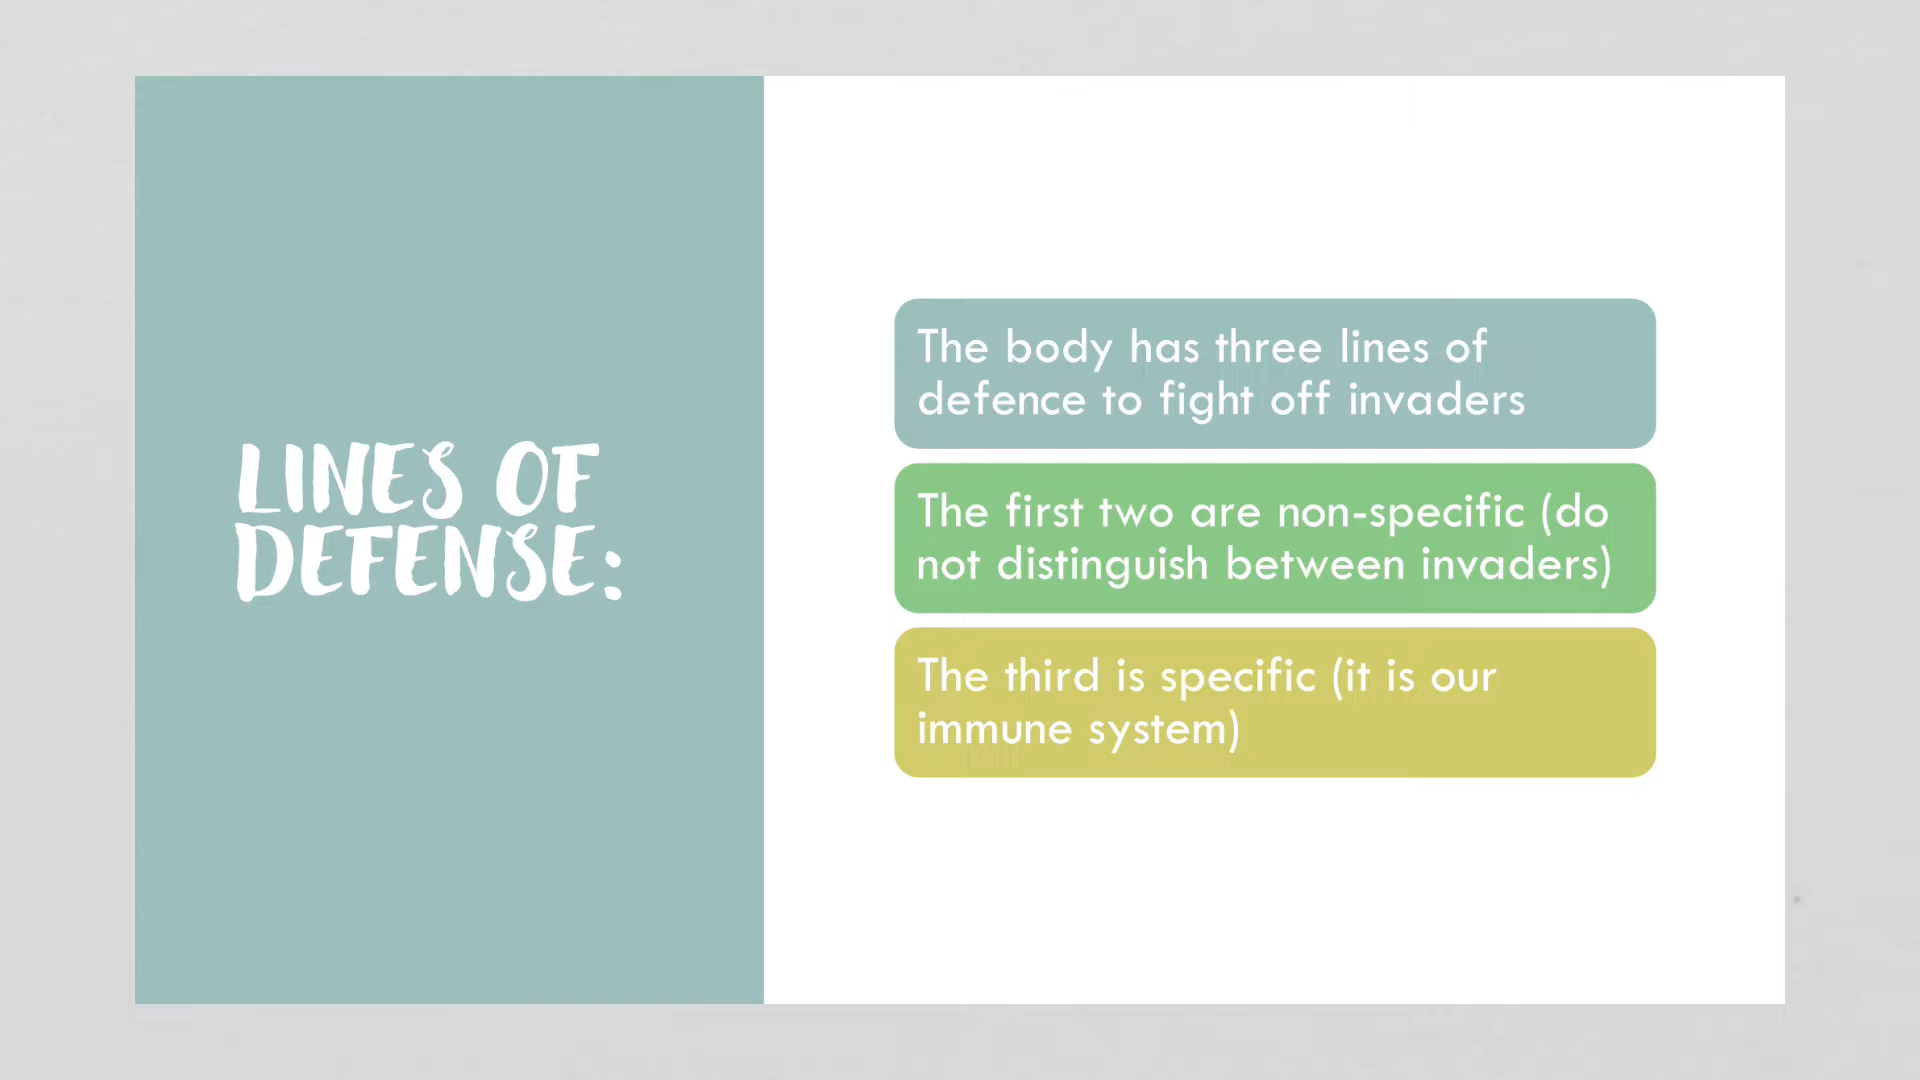 LINES OF
DEFENSE:
The body has three lines of
defence to fight off invaders
The first two are non-specific (do
not distinguish between invaders)
The third is specific (it is our
immune system)